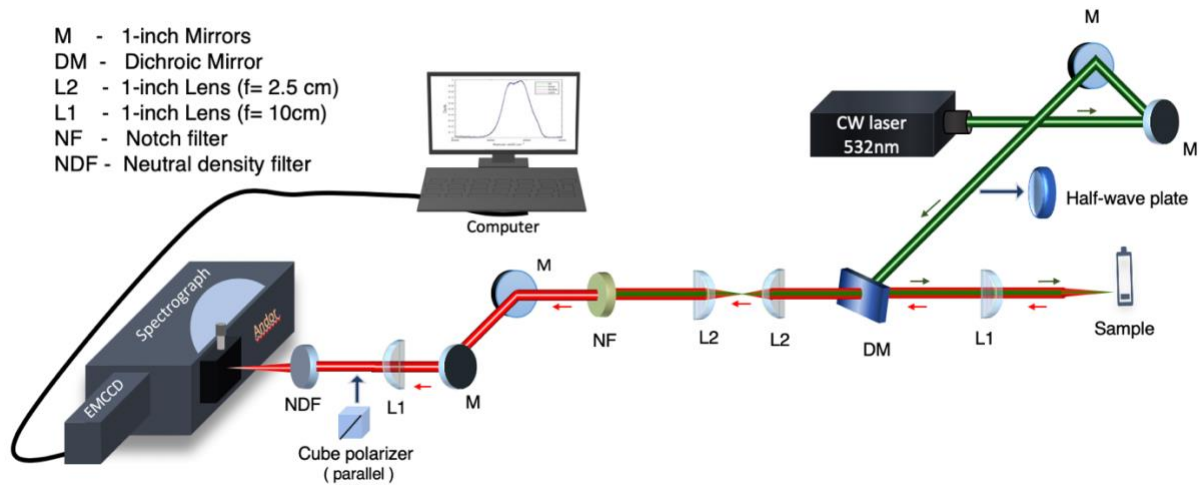 M - 1-inch Mirrors
DM - Dichroic Mirror
L2 - 1-inch Lens (f= 2.5 cm)
L1 - 1-inch Lens (f= 10cm)
NF - Notch filter
NDF - Neutral density filter
M
CW laser
532nm
M
Half-wave plate
Computer
Spectrograph
Andor
EMCCD
M
NF
L2
L2
DM
L1
Sample
NDF
L1
M
Cube polarizer
( parallel )